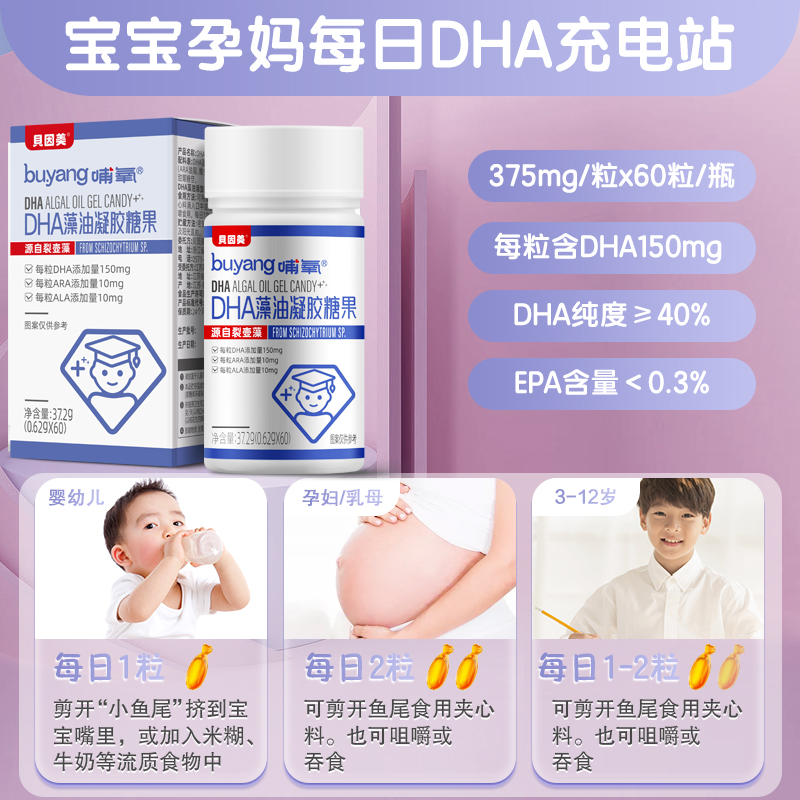 宝宝孕妈每日DHA充电站
貝因美®
buyang哺氧®
DHA ALGAL OIL GEL CANDY
DHA藻油凝胶糖果
源自裂壶藻 FROM SCHIZOCHYTRIUM SP.
每粒DHA添加量150mg
每粒ARA添加量10mg
每粒ALA添加量10mg
图案仅供参考
净含量:37.2g
(0.62gX60)
貝因美®
buyang哺氧®
DHA ALGAL OIL GEL CANDY
DHA藻油凝胶糖果
源自裂壶藻 FROM SCHIZOCHYTRIUM SP.
每粒DHA添加量150mg
每粒ARA添加量10mg
每粒ALA添加量10mg
净含量:37.2g(0.62gX60)
图案仅供参考
375mg/粒x60粒/瓶
每粒含DHA150mg
DHA纯度≥40%
EPA含量<0.3%
婴幼儿
每日1粒
剪开“小鱼尾”挤到宝
宝嘴里，或加入米糊、
牛奶等流质食物中
孕妇/乳母
每日2粒
可剪开鱼尾食用夹心
料。也可咀嚼或
吞食
3-12岁
每日1-2粒
可剪开鱼尾食用夹心
料。也可咀嚼或
吞食